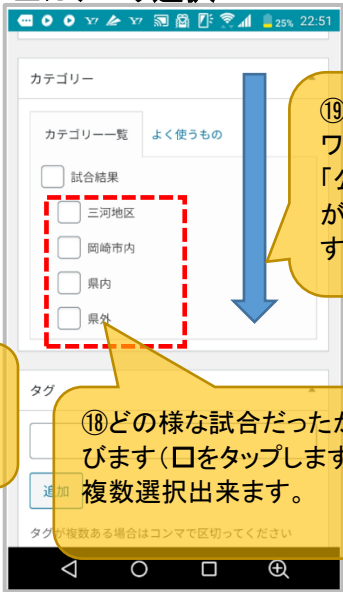 25% 22:51
カテゴリー
カテゴリー一覧 よく使うもの
試合結果
三河地区
岡崎市内
県内
県外
⑲
ワ
が
す
タグ
⑱どの様な試合だったか
びます(口をタップします
複数選択出来ます。
追加
タグが複数ある場合はコンマで区切ってください